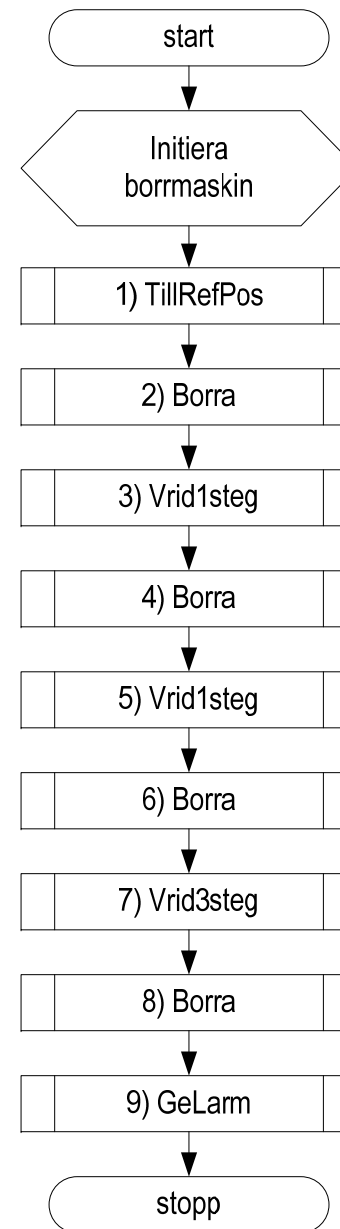 start
Initiera
borrmaskin
1) TillRefPos
2) Borra
3) Vrid1steg
4) Borra
5) Vrid1steg
6) Borra
7) Vrid3steg
8) Borra
9) GeLarm
stopp